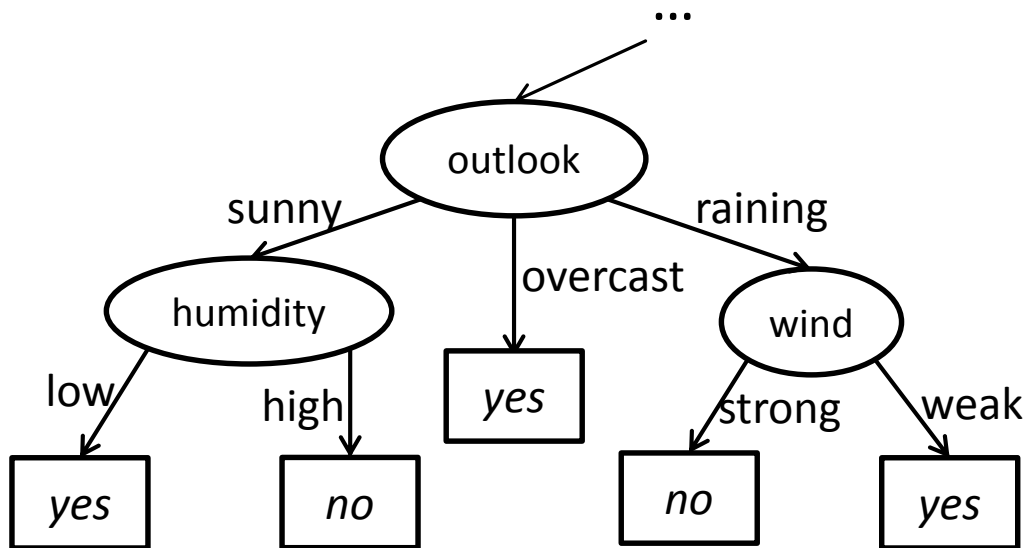 ...
outlook
sunny
raining
overcast
humidity
wind
low
high
yes
strong
weak
yes
no
no
yes